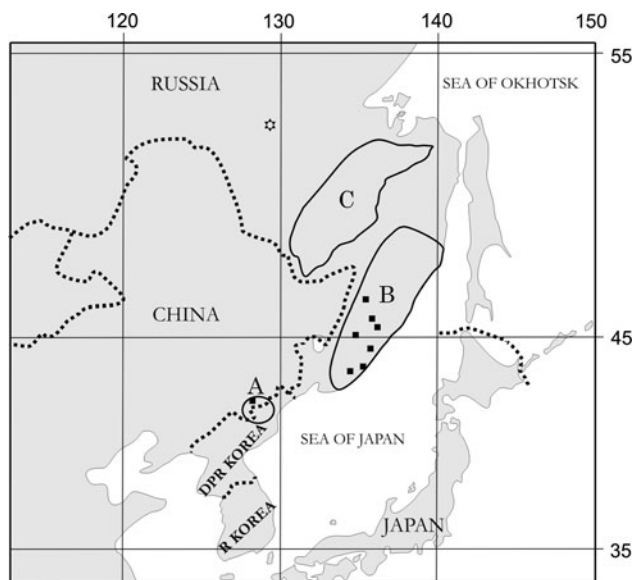 120 130 140 150
55
RUSSIA
SEA OF OKHOTSK
C
B
CHINA
45
A
SEA OF JAPAN
DPR KOREA
R KOREA
JAPAN
35